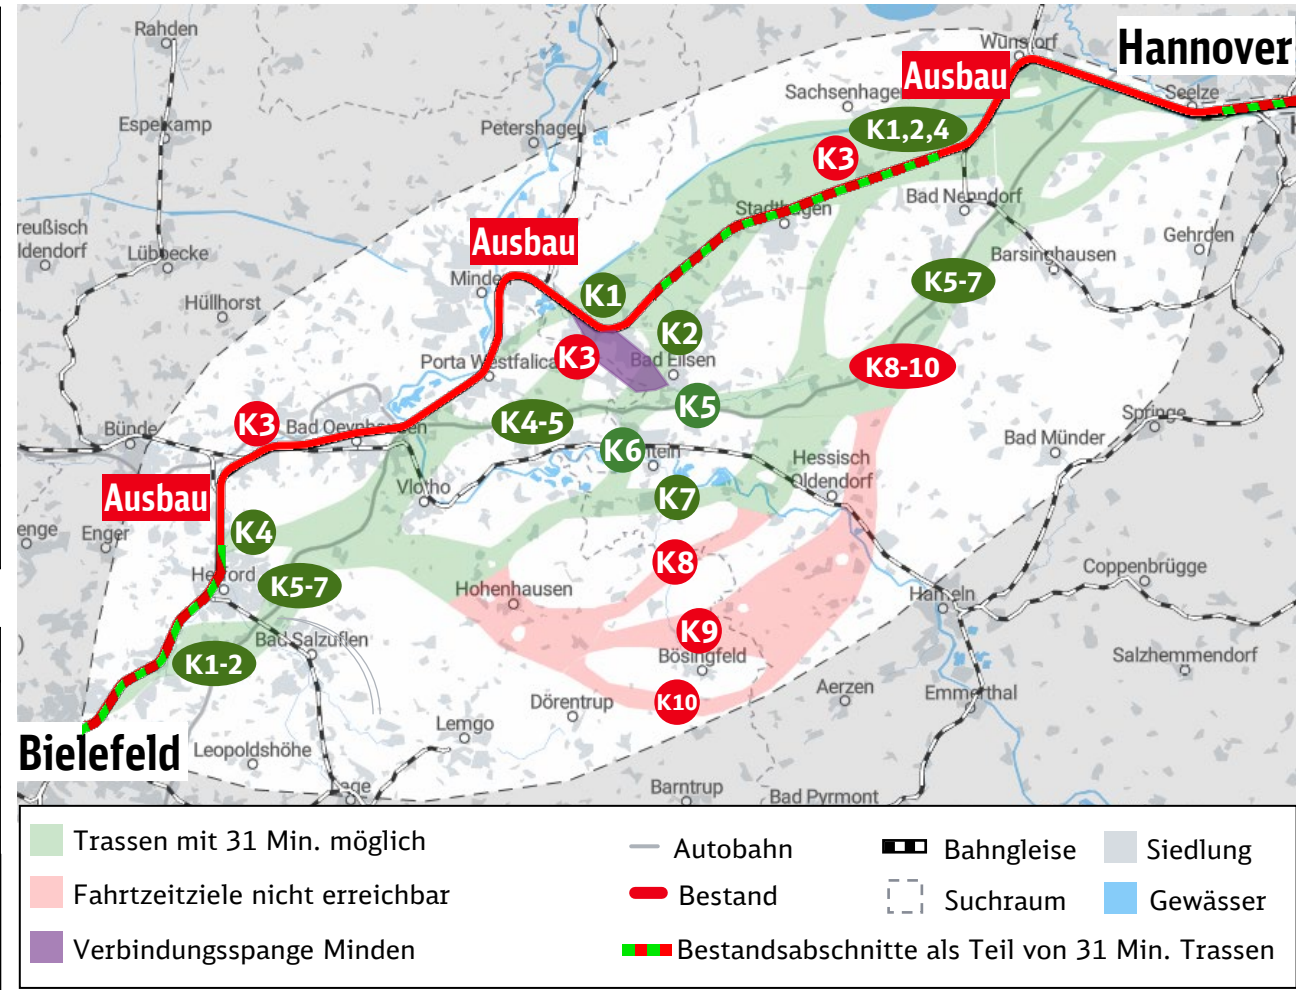 Rahden
Wunstorf
Hannover
Ausbau
Sachsenhagen
Seelze
Espelkamp
Petershagen
K1,2,4
K3
Bad Nenndorf
Stadthagen
reußisch
ldendorf
Lübbecke
Ausbau
Gehrden
Barsinghausen
Minden
K1
K5-7
Hüllhorst
K2
K3
Bad Eilsen
Porta Westfalica
K8-10
K5
K4-5
K3
Bünde
Bad Oeynhausen
Springe
Bad Münder
K6
teln
Hessisch
Oldendorf
Ausbau
Vlotho
K7
enge
Enger
K4
K8
Herford
K5-7
Hohenhausen
Coppenbrügge
Hameln
K9
Bad Salzuflen
K1-2
Bösingfeld
Salzhemmendorf
K10
Dörentrup
Aerzen
Emmerthal
Bielefeld
Leopoldshöhe
Lemgo
age
Barntrup
Bad Pyrmont
Trassen mit 31 Min. möglich
Autobahn
Bahngleise
Siedlung
Fahrtzeitziele nicht erreichbar
Bestand
Suchraum
Gewässer
Verbindungsspange Minden
Bestandsabschnitte als Teil von 31 Min. Trassen